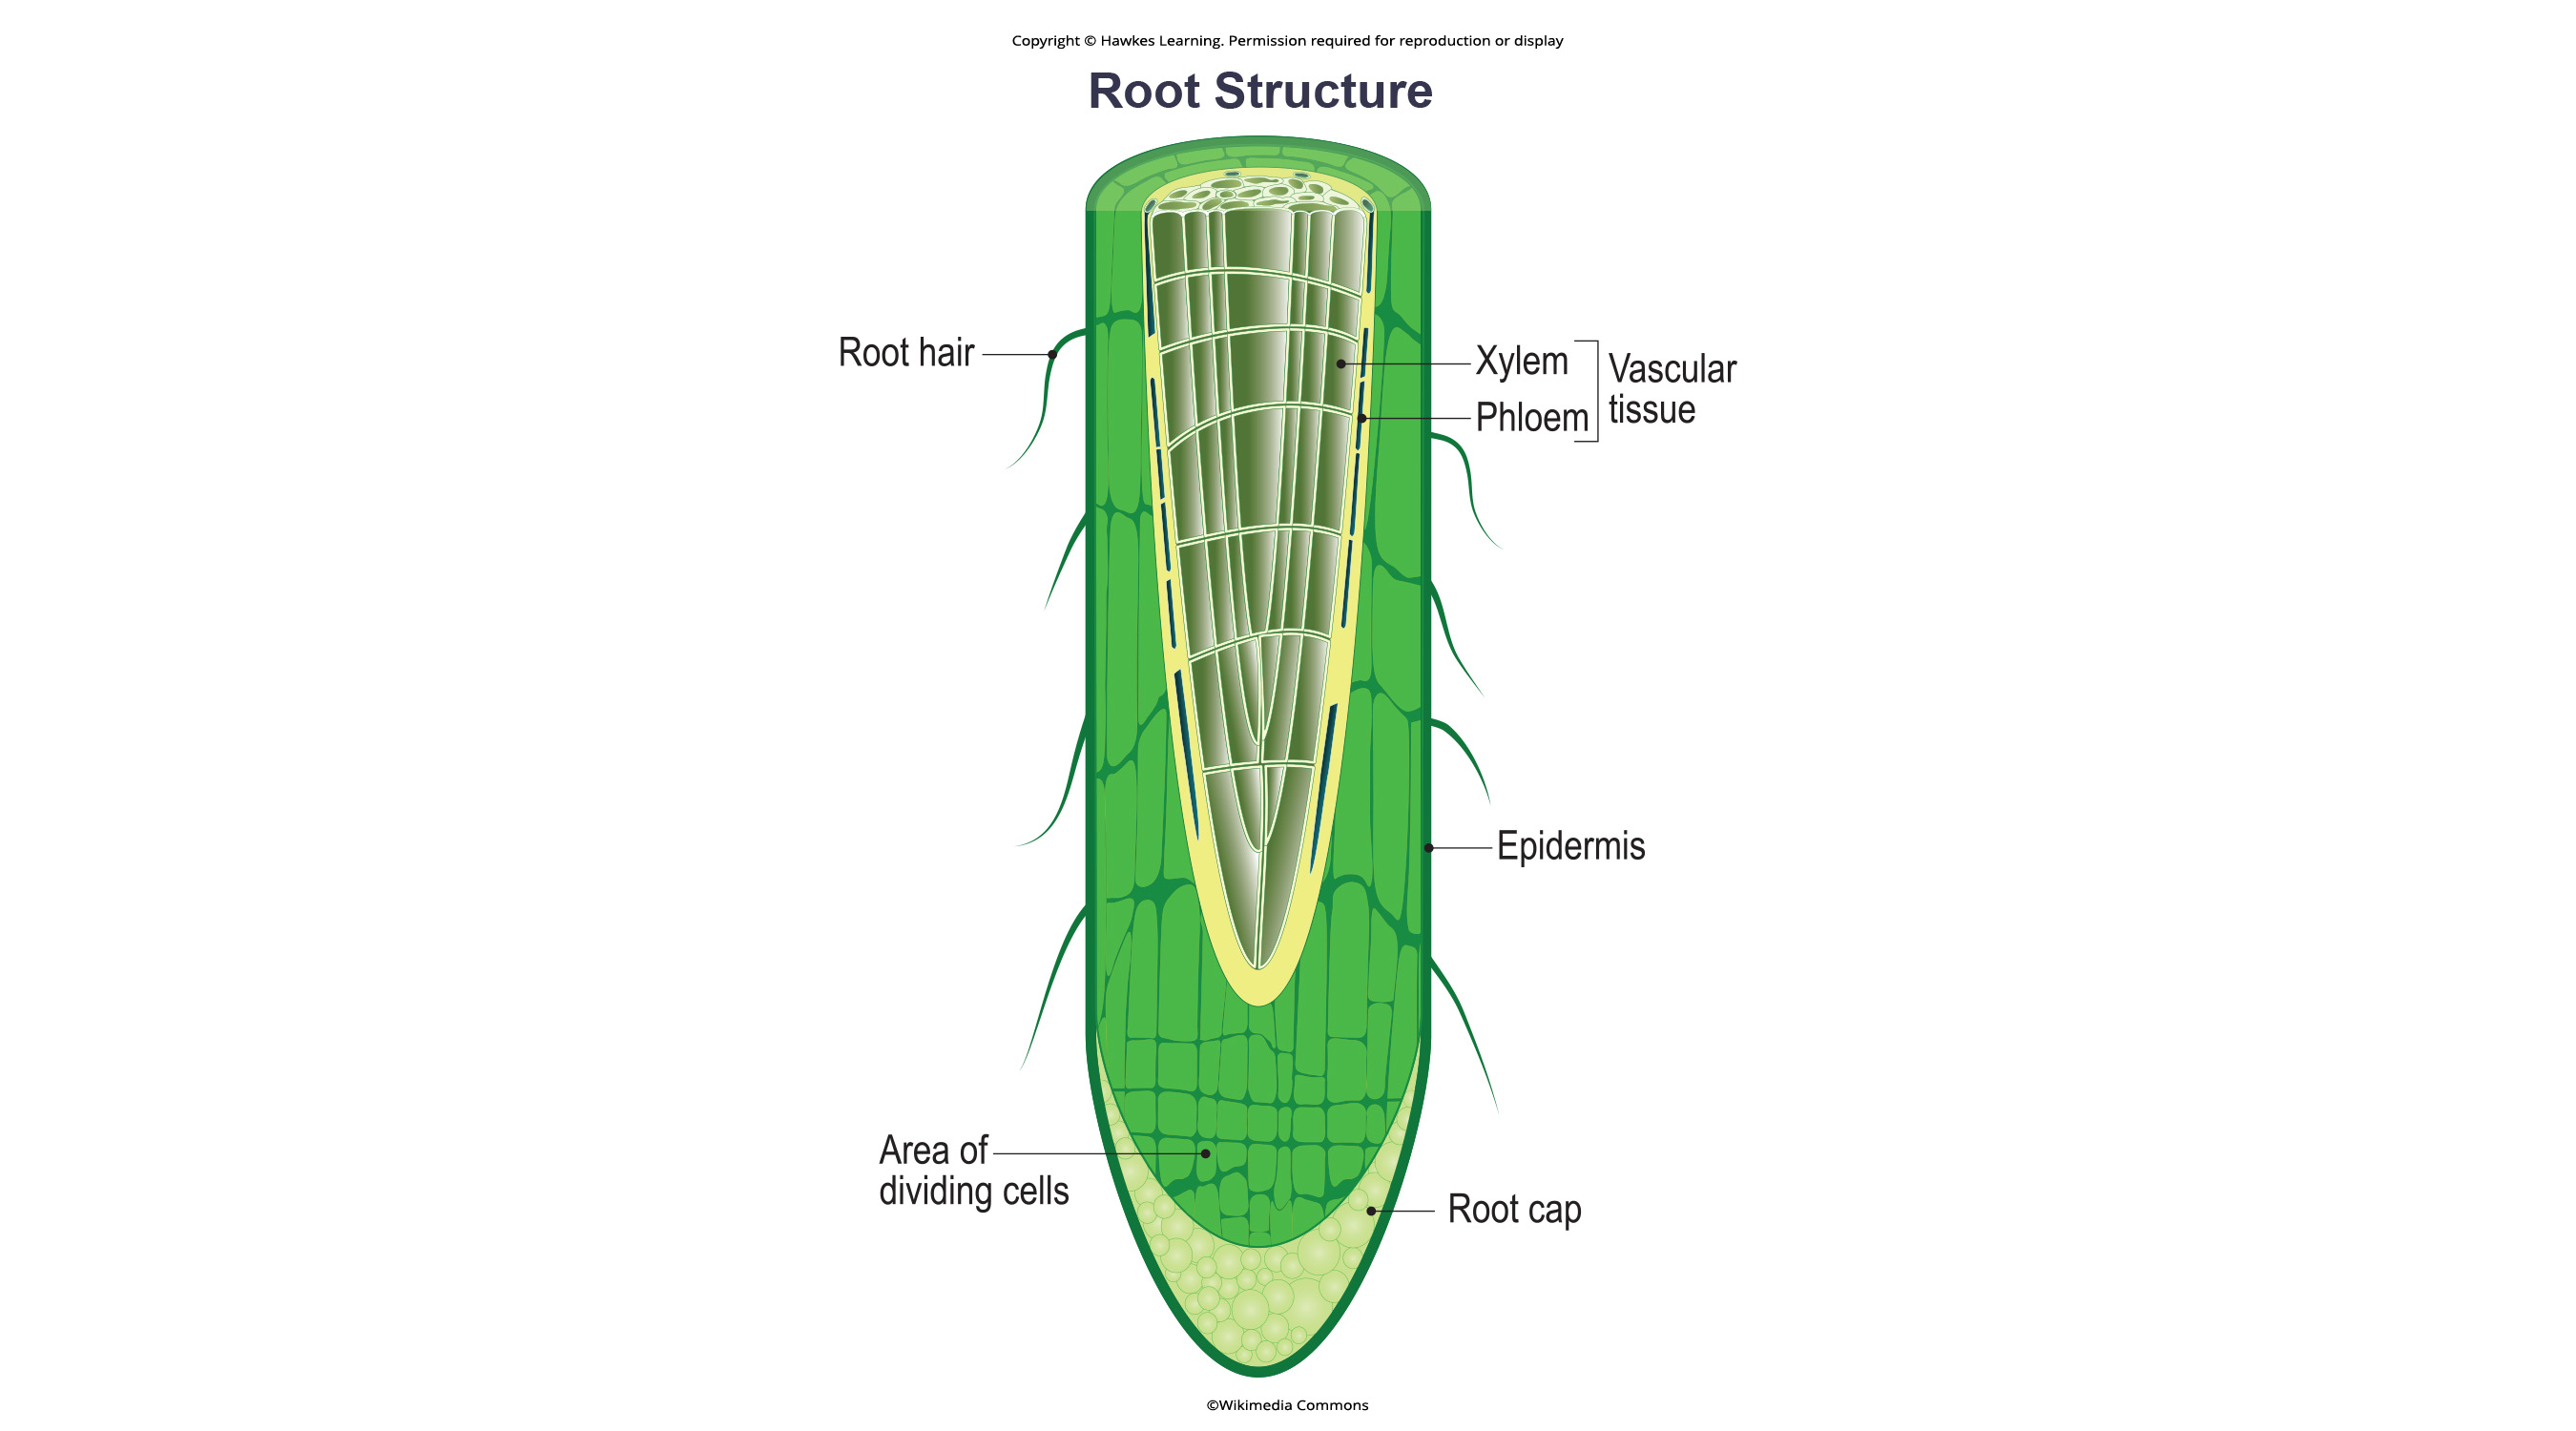 Copyright © Hawkes Learning. Permission required for reproduction or display
Root Structure
Root hair
Xylem
Phloem
Vascular
tissue
Epidermis
Area of
dividing cells
Root cap
©Wikimedia Commons